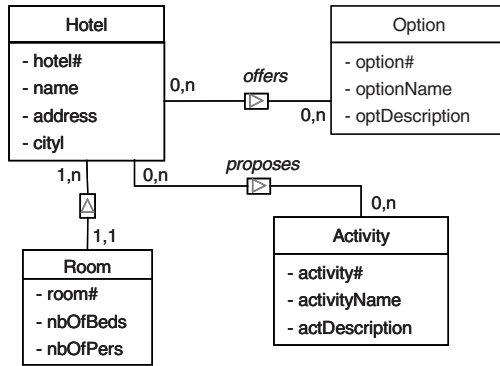 Hotel
- hotel#
- name
- address
- cityl
Option
- option#
- optionName
- optDescription
0,n
offers
0,n
1,n
0,n
proposes
0,n
1,1
Room
- room#
- nbOfBeds
- nbOfPers
Activity
- activity#
- activityName
- actDescription